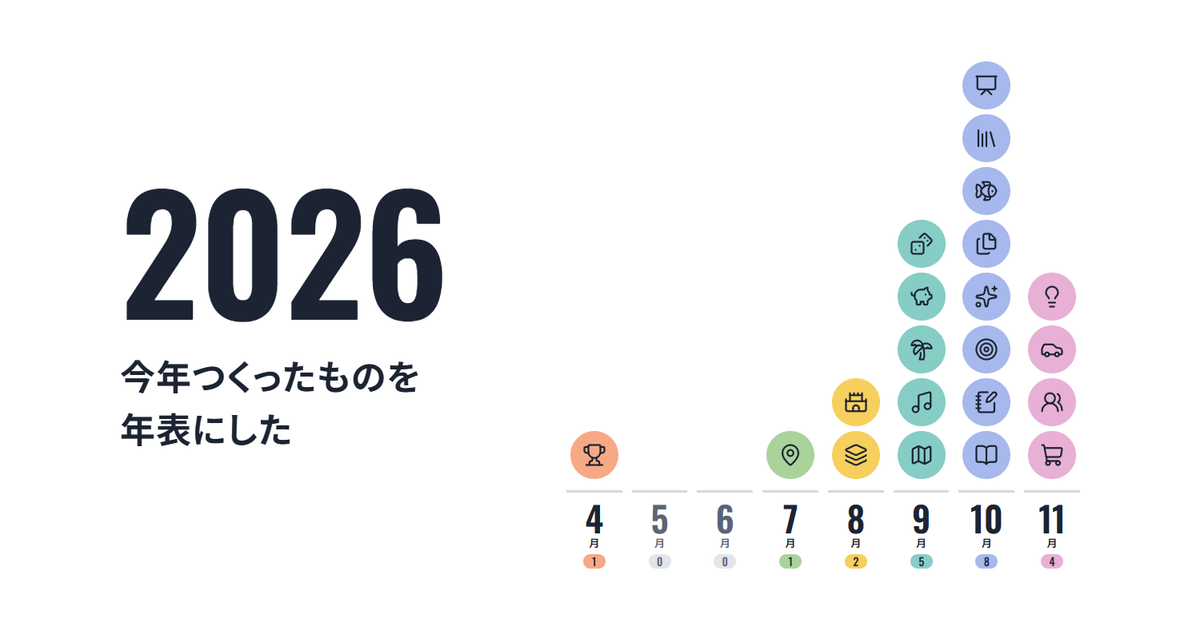 2026
今年つくったものを
年表にした
4 5 6 7 8 9 10 11
月 月 月 月 月 月 月 月
1 0 0 1 2 5 8 4